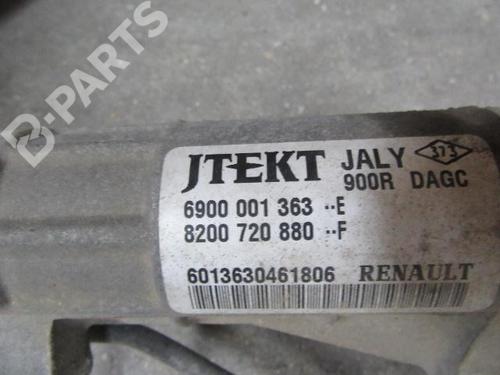 B-PARTS
JTEKT JALY 373
900R DAGC
6900 001 363 --E
8200 720 880 --F
6013630461806 RENAULT